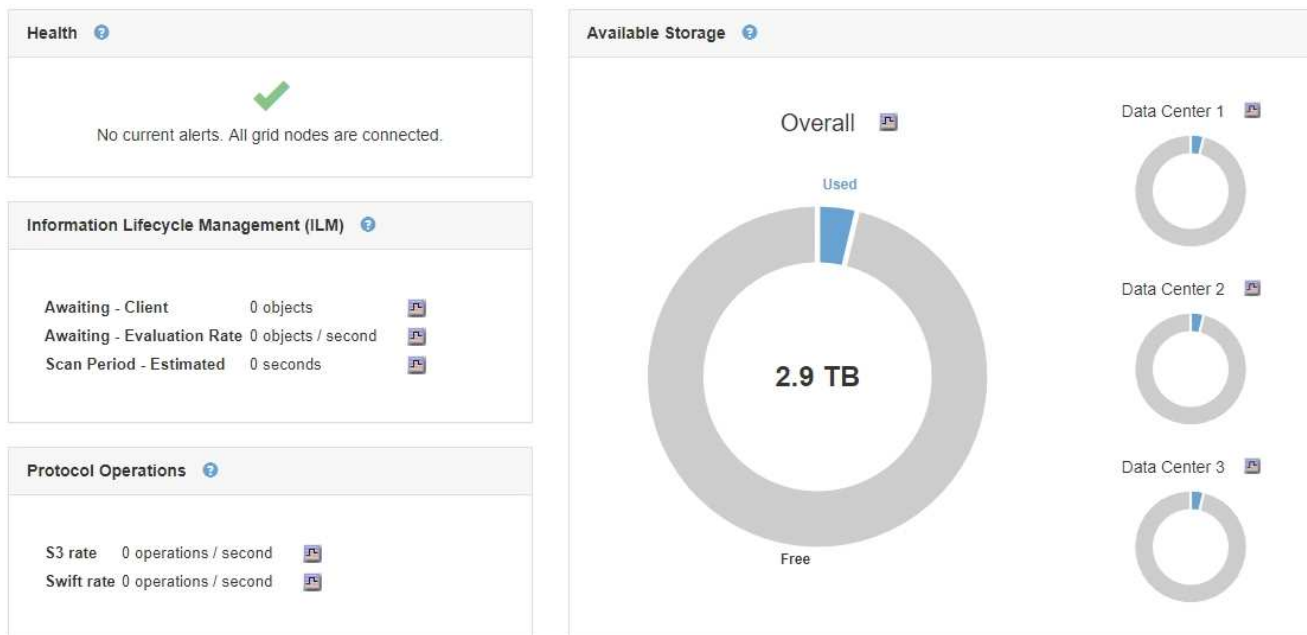 Health
No current alerts. All grid nodes are connected.
Information Lifecycle Management (ILM)
Awaiting - Client 0 objects
Awaiting - Evaluation Rate 0 objects / second
Scan Period - Estimated 0 seconds
Protocol Operations
S3 rate 0 operations / second
Swift rate 0 operations / second
Available Storage
Overall
Used
2.9 TB
Free
Data Center 1
Data Center 2
Data Center 3